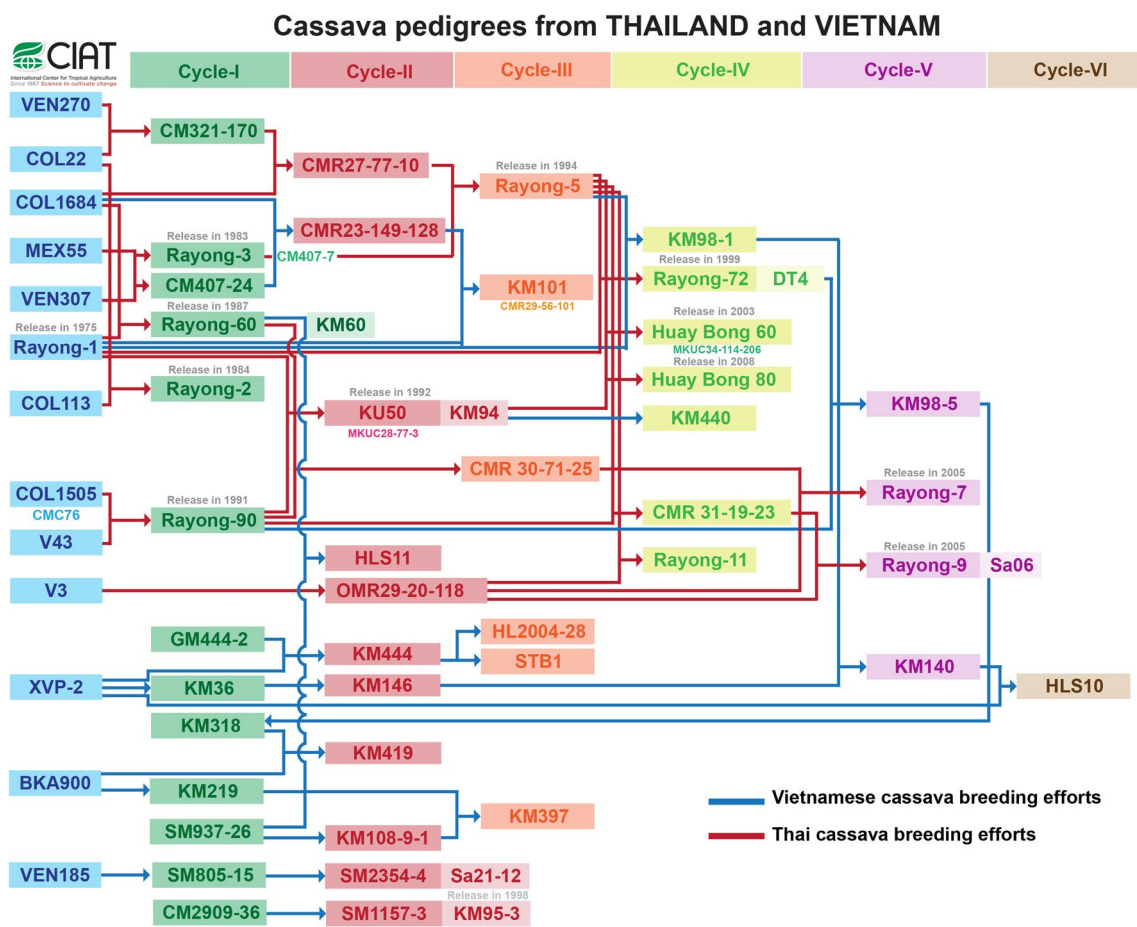 Cassava pedigrees from THAILAND and VIETNAM
CIAT
International Center for Tropical Agriculture
Since 1967 Science to cultivate change
Cycle-I
Cycle-II
Cycle-III
Cycle-IV
Cycle-V
Cycle-VI
VEN270
COL22
COL1684
MEX55
VEN307
Release in 1975
Rayong-1
COL113
COL1505
CMC76
V43
V3
XVP-2
BKA900
VEN185
CM321-170
Release in 1983
Rayong-3
CM407-7
CM407-24
Release in 1987
Rayong-60
KM60
Release in 1984
Rayong-2
Release in 1991
Rayong-90
GM444-2
KM36
KM318
KM219
SM937-26
SM805-15
CM2909-36
CMR27-77-10
CMR23-149-128
Release in 1992
KU50
KM94
MKUC28-77-3
HLS11
OMR29-20-118
KM444
KM146
KM419
KM108-9-1
SM2354-4
Sa21-12
Release in 1998
SM1157-3
KM95-3
Release in 1994
Rayong-5
KM101
CMR29-56-101
CMR 30-71-25
HL2004-28
STB1
KM397
KM98-1
Release in 1999
Rayong-72
DT4
Release in 2003
Huay Bong 60
MKUC34-114-206
Release in 2008
Huay Bong 80
KM440
CMR 31-19-23
Rayong-11
KM98-5
Release in 2005
Rayong-7
Release in 2005
Rayong-9
Sa06
KM140
HLS10
Vietnamese cassava breeding efforts
Thai cassava breeding efforts